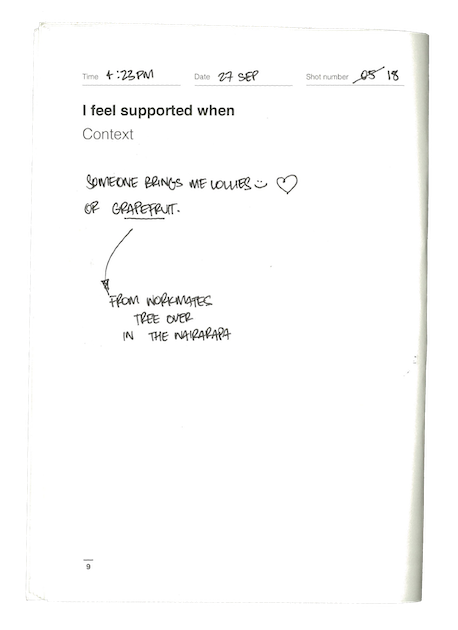 Time 4:23PM Date 27 SEP Shot number 05 18
I feel supported when
Context
SOMEONE BRINGS ME LOLLIES
OR GRAPEFRUIT.
FROM WORKMATES
TREE OVER
IN THE WAIRARAPA
9